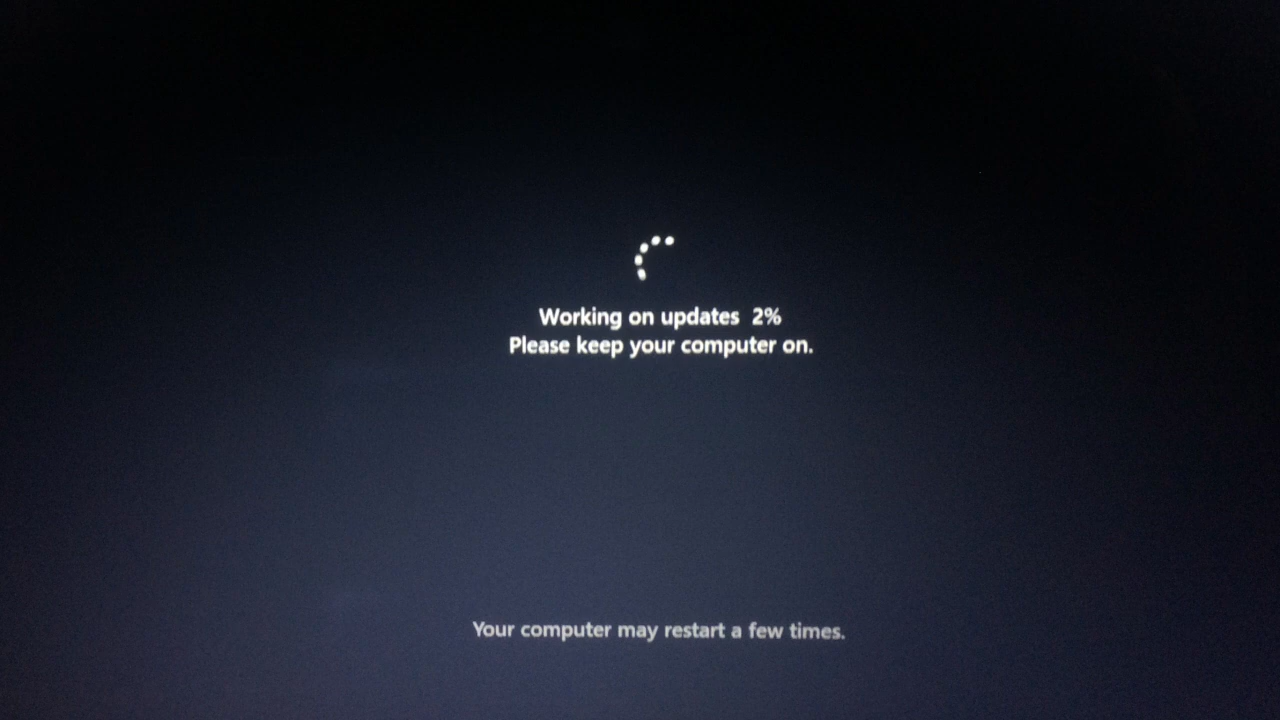 Working on updates  2%
Please keep your computer on.
Your computer may restart a few times.